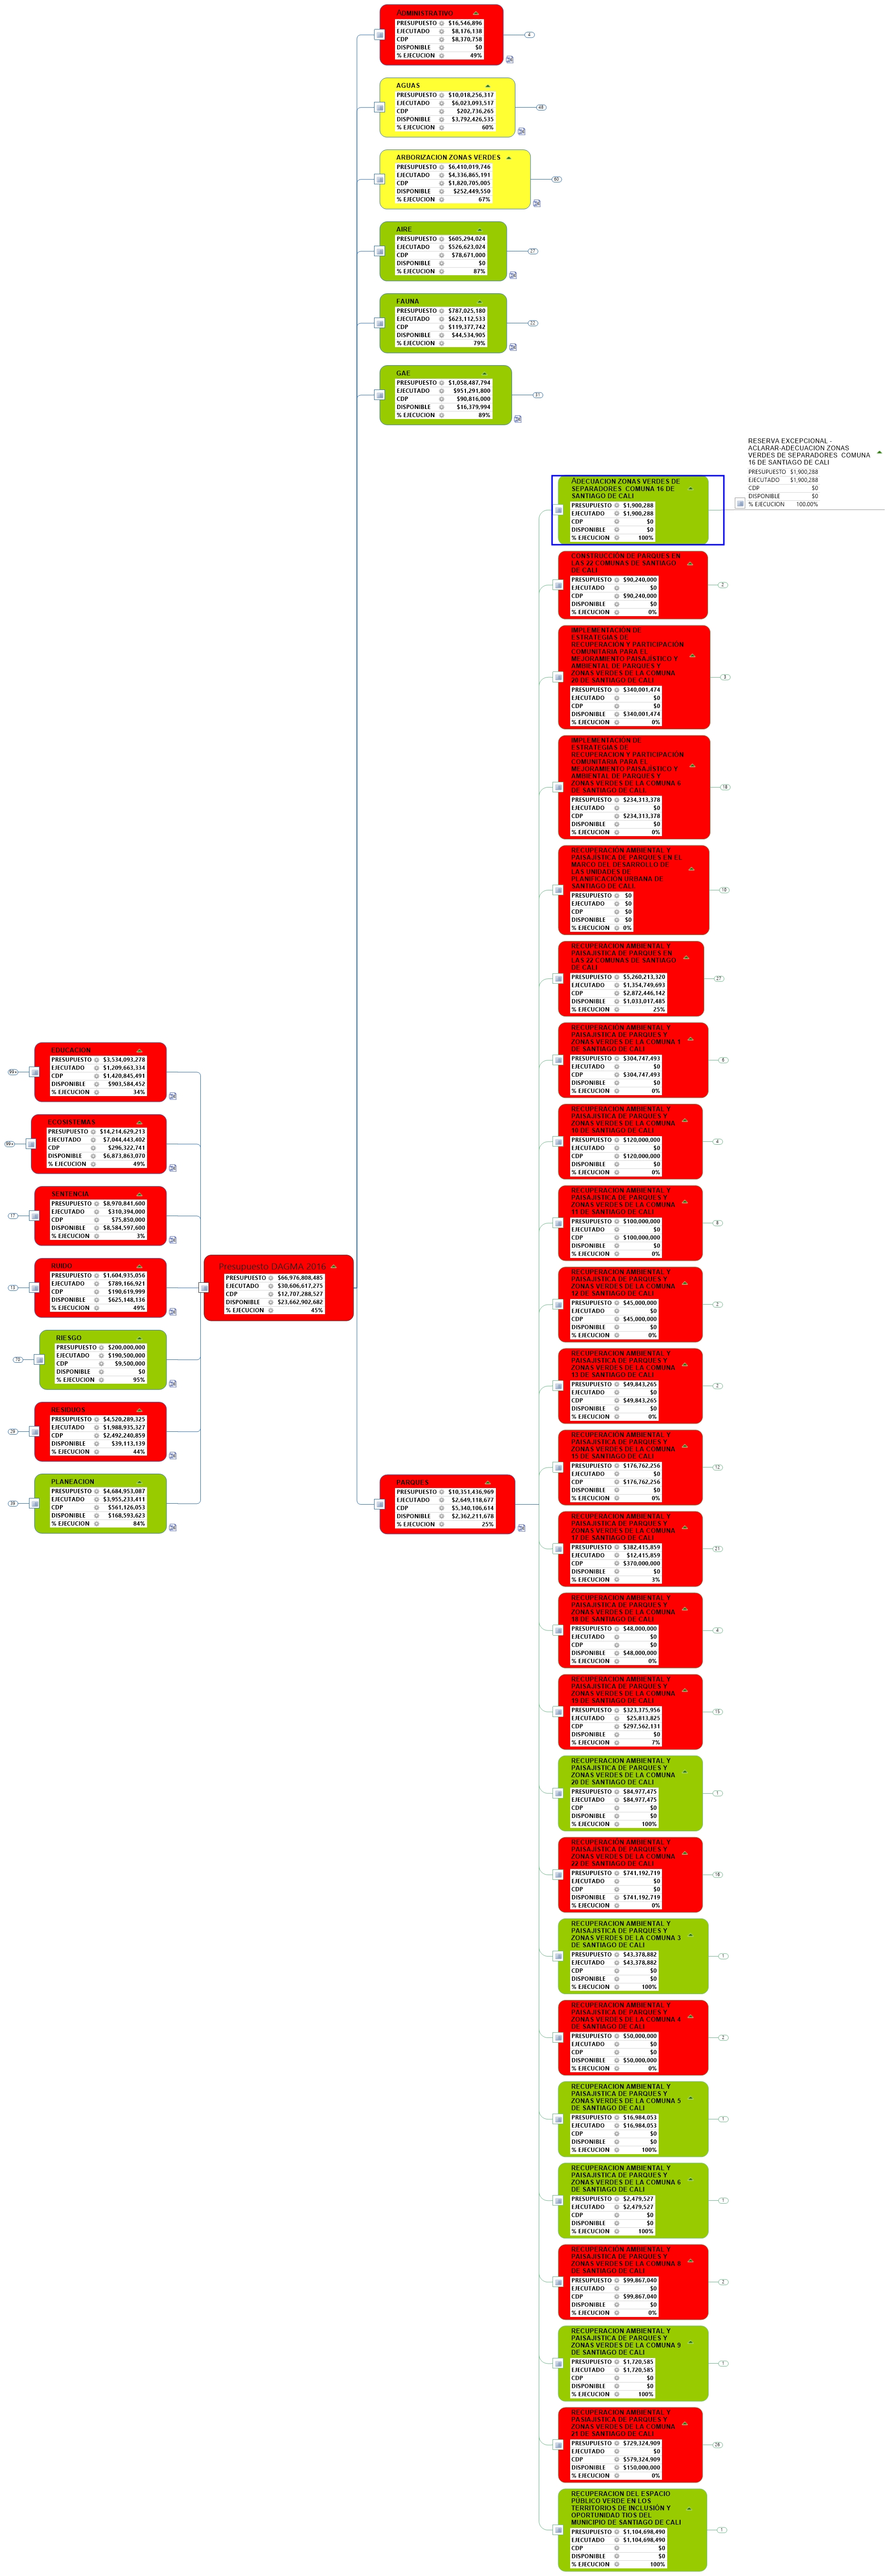 ADMINISTRATIVO
PRESUPUESTO $16,546,896
EJECUTADO $8,176,138
CDP $8,370,758
DISPONIBLE $0
% EJECUCION 49%
4
AGUAS
PRESUPUESTO $10,018,256,317
EJECUTADO $6,023,093,517
CDP $202,736,265
DISPONIBLE $3,792,426,535
% EJECUCION 60%
ARBORIZACION ZONAS VERDES
PRESUPUESTO $6,410,019,746
EJECUTADO $4,336,865,191
CDP $1,820,705,005
DISPONIBLE $252,449,550
% EJECUCION 67%
AIRE
PRESUPUESTO $605,294,024
EJECUTADO $526,623,024
CDP $78,671,000
DISPONIBLE $0
% EJECUCION 87%
27
FAUNA
PRESUPUESTO $787,025,180
EJECUTADO $623,112,533
CDP $119,377,742
DISPONIBLE $44,534,905
% EJECUCION 79%
GAE
PRESUPUESTO $1,058,487,794
EJECUTADO $951,291,800
CDP $90,816,000
DISPONIBLE $16,379,994
% EJECUCION 89%
31
RESERVA EXCEPCIONAL -
ACLARAR-ADECUACION ZONAS
VERDES DE SEPARADORES COMUNA
16 DE SANTIAGO DE CALI
PRESUPUESTO $1,900,288
EJECUTADO $1,900,288
CDP $0
DISPONIBLE $0
% EJECUCION 100.00%
ADECUACION ZONAS VERDES DE
SEPARADORES COMUNA 16 DE
SANTIAGO DE CALI
PRESUPUESTO $1,900,288
EJECUTADO $1,900,288
CDP $0
DISPONIBLE $0
% EJECUCION 100%
CONSTRUCCION DE PARQUES EN
LAS 22 COMUNAS DE SANTIAGO
DE CALI
PRESUPUESTO $90,240,000
EJECUTADO $0
CDP $90,240,000
DISPONIBLE $0
% EJECUCION 0%
2
IMPLEMENTACIÓN DE
ESTRATEGIAS DE
RECUPERACIÓN Y PARTICIPACIÓN
COMUNITARIA PARA EL
MEJORAMIENTO PAISAJISTICO Y
AMBIENTAL DE PARQUES Y
ZONAS VERDES DE LA COMUNA
20 DE SANTIAGO DE CALI
PRESUPUESTO $340,001,474
EJECUTADO $0
CDP $0
DISPONIBLE $340,001,474
% EJECUCION 0%
3
IMPLEMENTACIÓN DE
ESTRATEGIAS DE
RECUPERACIÓN Y PARTICIPACIÓN
COMUNITARIA PARA EL
MEJORAMIENTO PAISAJISTICO Y
AMBIENTAL DE PARQUES Y
ZONAS VERDES DE LA COMUNA 6
DE SANTIAGO DE CALI.
PRESUPUESTO $234,313,378
EJECUTADO $0
CDP $234,313,378
DISPONIBLE $0
% EJECUCION 0%
18
RECUPERACION AMBIENTAL Y
PAISAJISTICA DE PARQUES EN EL
MARCO DEL DESARROLLO DE
LAS UNIDADES DE
PLANIFICACIÓN URBANA DE
SANTIAGO DE CALI
PRESUPUESTO $0
EJECUTADO $0
CDP $0
DISPONIBLE $0
% EJECUCION 0%
10
RECUPERACION AMBIENTAL Y
PAISAJISTICA DE PARQUES EN
LAS 22 COMUNAS DE SANTIAGO
DE CALI
PRESUPUESTO $5,260,213,320
EJECUTADO $1,354,749,693
CDP $2,872,446,142
DISPONIBLE $1,033,017,485
% EJECUCION 25%
27
RECUPERACIÓN AMBIENTAL Y
PAISAJISTICA DE PARQUES Y
ZONAS VERDES DE LA COMUNA 1
DE SANTIAGO DE CALI
PRESUPUESTO $304,747,493
EJECUTADO $0
CDP $304,747,493
DISPONIBLE $0
% EJECUCION 0%
RECUPERACION AMBIENTAL Y
PAISAJISTICA DE PARQUES Y
ZONAS VERDES DE LA COMUNA
10 DE SANTIAGO DE CALI
PRESUPUESTO $120,000,000
EJECUTADO $0
CDP $120,000,000
DISPONIBLE $0
% EJECUCION 0%
4
RECUPERACION AMBIENTAL Y
PAISAJISTICA DE PARQUES Y
ZONAS VERDES DE LA COMUNA
11 DE SANTIAGO DE CALI
PRESUPUESTO $100,000,000
EJECUTADO $0
CDP $100,000,000
DISPONIBLE $0
% EJECUCION 0%
RECUPERACION AMBIENTAL Y
PAISAJISTICA DE PARQUES Y
ZONAS VERDES DE LA COMUNA
12 DE SANTIAGO DE CALI
PRESUPUESTO $45,000,000
EJECUTADO $0
CDP $45,000,000
DISPONIBLE $0
% EJECUCION 0%
2
RECUPERACION AMBIENTAL Y
PAISAJISTICA DE PARQUES Y
ZONAS VERDES DE LA COMUNA
13 DE SANTIAGO DE CALI
PRESUPUESTO $49,843,265
EJECUTADO $0
CDP $49,843,265
DISPONIBLE $0
% EJECUCION 0%
RECUPERACION AMBIENTAL Y
PAISAJISTICA DE PARQUES Y
ZONAS VERDES DE LA COMUNA
15 DE SANTIAGO DE CALI
PRESUPUESTO $176,762,256
EJECUTADO $0
CDP $176,762,256
DISPONIBLE $0
% EJECUCION 0%
12
RECUPERACION AMBIENTAL Y
PAISAJISTICA DE PARQUES Y
ZONAS VERDES DE LA COMUNA
17 DE SANTIAGO DE CALI
PRESUPUESTO $382,415,859
EJECUTADO $12,415,859
CDP $370,000,000
DISPONIBLE $0
% EJECUCION 3%
21
RECUPERACION AMBIENTAL Y
PAISAJISTICA DE PARQUES Y
ZONAS VERDES DE LA COMUNA
18 DE SANTIAGO DE CALI
PRESUPUESTO $48,000,000
EJECUTADO $0
CDP $0
DISPONIBLE $48,000,000
% EJECUCION 0%
4
RECUPERACION AMBIENTAL Y
PAISAJISTICA DE PARQUES Y
ZONAS VERDES DE LA COMUNA
19 DE SANTIAGO DE CALI
PRESUPUESTO $323,375,956
EJECUTADO $25,813,825
CDP $297,562,131
DISPONIBLE $0
% EJECUCION 7%
RECUPERACION AMBIENTAL Y
PAISAJISTICA DE PARQUES Y
ZONAS VERDES DE LA COMUNA
20 DE SANTIAGO DE CALI
PRESUPUESTO $84,977,475
EJECUTADO $84,977,475
CDP $0
DISPONIBLE $0
% EJECUCION 100%
1
RECUPERACION AMBIENTAL Y
PAISAJISTICA DE PARQUES Y
ZONAS VERDES DE LA COMUNA
22 DE SANTIAGO DE CALI
PRESUPUESTO $741,192,719
EJECUTADO $0
CDP $0
DISPONIBLE $741,192,719
% EJECUCION 0%
16
RECUPERACION AMBIENTAL Y
PAISAJISTICA DE PARQUES Y
ZONAS VERDES DE LA COMUNA 3
DE SANTIAGO DE CALI
PRESUPUESTO $43,378,882
EJECUTADO $43,378,882
CDP $0
DISPONIBLE $0
% EJECUCION 100%
1
RECUPERACION AMBIENTAL Y
PAISAJISTICA DE PARQUES Y
ZONAS VERDES DE LA COMUNA 4
DE SANTIAGO DE CALI
PRESUPUESTO $50,000,000
EJECUTADO $0
CDP $0
DISPONIBLE $50,000,000
% EJECUCION 0%
2
RECUPERACION AMBIENTAL Y
PAISAJISTICA DE PARQUES Y
ZONAS VERDES DE LA COMUNA 5
DE SANTIAGO DE CALI
PRESUPUESTO $16,984,053
EJECUTADO $16,984,053
CDP $0
DISPONIBLE $0
% EJECUCION 100%
1
RECUPERACION AMBIENTAL Y
PAISAJISTICA DE PARQUES Y
ZONAS VERDES DE LA COMUNA 6
DE SANTIAGO DE CALI
PRESUPUESTO $2,479,527
EJECUTADO $2,479,527
CDP $0
DISPONIBLE $0
% EJECUCION 100%
1
RECUPERACIÓN AMBIENTAL Y
PAISAJISTICA DE PARQUES Y
ZONAS VERDES DE LA COMUNA 8
DE SANTIAGO DE CALI
PRESUPUESTO $99,867,040
EJECUTADO $0
CDP $99,867,040
DISPONIBLE $0
% EJECUCION 0%
2
RECUPERACION AMBIENTAL Y
PAISAJISTICA DE PARQUES Y
ZONAS VERDES DE LA COMUNA 9
DE SANTIAGO DE CALI
PRESUPUESTO $1,720,585
EJECUTADO $1,720,585
CDP $0
DISPONIBLE $0
% EJECUCION 100%
1
RECUPERACION AMBIENTAL Y
PASIAJISTICA DE PARQUES Y
ZONAS VERDES DE LA COMUNA
21 DE SANTIAGO DE CALI
PRESUPUESTO $729,324,909
EJECUTADO $0
CDP $579,324,909
DISPONIBLE $150,000,000
% EJECUCION 0%
RECUPERACION DEL ESPACIO
PÚBLICO VERDE EN LOS
TERRITORIOS DE INCLUSIÓN Y
OPORTUNIDAD TIOS DEL
MUNICIPIO DE SANTIAGO DE CALI
PRESUPUESTO $1,104,698,490
EJECUTADO $1,104,698,490
CDP $0
DISPONIBLE $0
% EJECUCION 100%
1
PARQUES
PRESUPUESTO $10,351,436,969
EJECUTADO $2,649,118,677
CDP $5,340,106,614
DISPONIBLE $2,362,211,678
% EJECUCION 25%
Presupuesto DAGMA 2016
PRESUPUESTO $66,976,808,485
EJECUTADO $30,606,617,275
CDP $12,707,288,527
DISPONIBLE $23,662,902,682
% EJECUCION 45%
EDUCACION
PRESUPUESTO $3,534,093,278
EJECUTADO $1,209,663,334
CDP $1,420,845,491
DISPONIBLE $903,584,452
% EJECUCION 34%
99+
ECOSISTEMAS
PRESUPUESTO $14,214,629,213
EJECUTADO $7,044,443,402
CDP $296,322,741
DISPONIBLE $6,873,863,070
% EJECUCION 49%
99+
SENTENCIA
PRESUPUESTO $8,970,841,600
EJECUTADO $310,394,000
CDP $75,850,000
DISPONIBLE $8,584,597,600
% EJECUCION 3%
17
RUIDO
PRESUPUESTO $1,604,935,056
EJECUTADO $789,166,921
CDP $190,619,999
DISPONIBLE $625,148,136
% EJECUCION 49%
RIESGO
PRESUPUESTO $200,000,000
EJECUTADO $190,500,000
CDP $9,500,000
DISPONIBLE $0
% EJECUCION 95%
RESIDUOS
PRESUPUESTO $4,520,289,325
EJECUTADO $1,988,935,327
CDP $2,492,240,859
DISPONIBLE $39,113,139
% EJECUCION 44%
PLANEACION
PRESUPUESTO $4,684,953,087
EJECUTADO $3,955,233,411
CDP $561,126,053
DISPONIBLE $168,593,623
% EJECUCION 84%